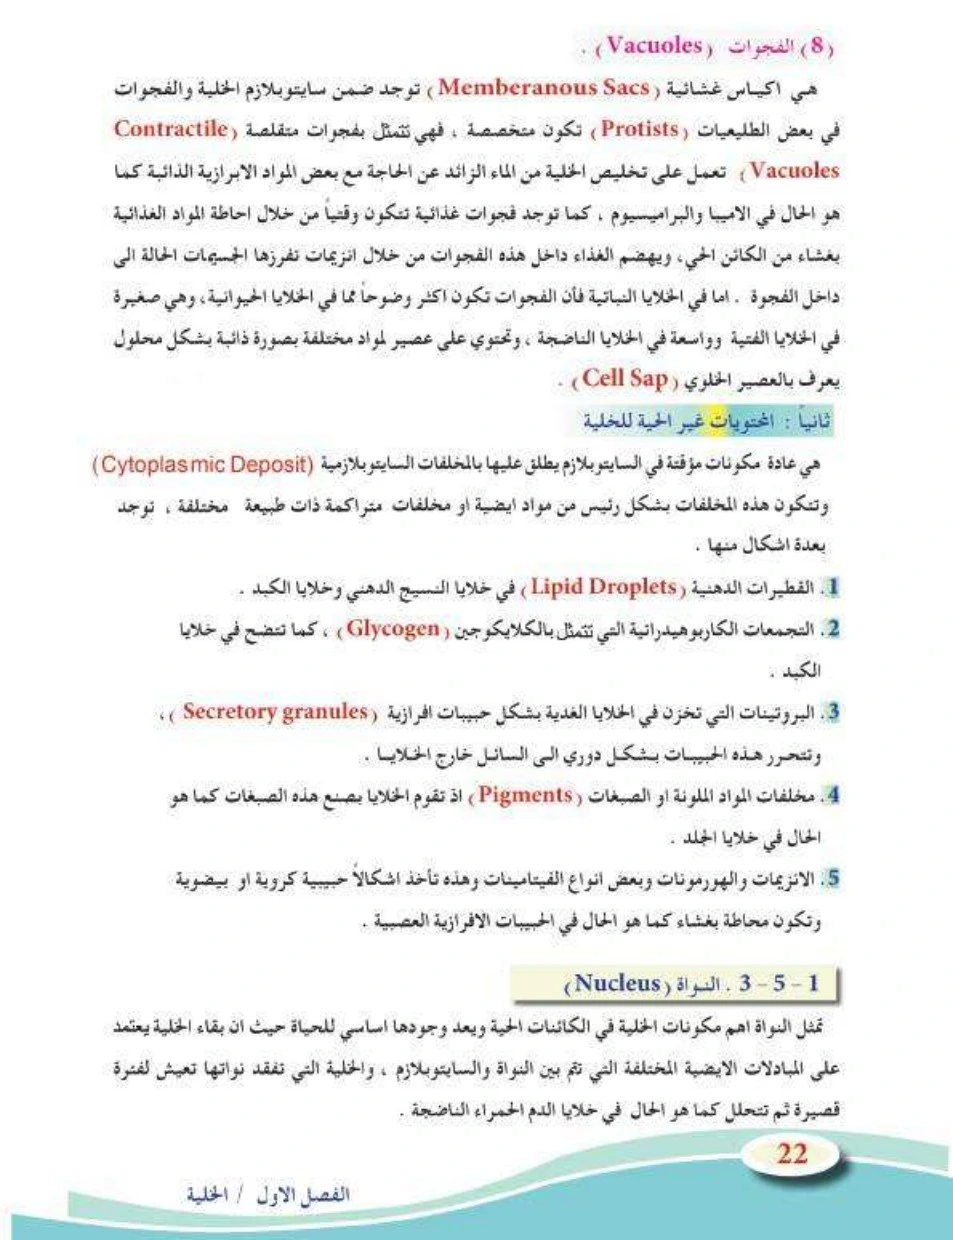 (8) الفجوات (Vacuoles) .
هي اكياس غشائية (Memberanous Sacs) توجد ضمن سايتوبلازم الخلية والفجوات
في بعض الطليعيات (Protists) تكون متخصصة ، فهي تتمثل بفجوات متقلصة (Contractile
Vacuoles) تعمل على تخليص الخلية من الماء الزائد عن الحاجة مع بعض المواد الابرازية الذائبة كما
هو الحال في الاميبا والبراميسيوم ، كما توجد فجوات غذائية تتكون وقتياً من خلال احاطة المواد الغذائية
بغشاء من الكائن الحي، ويهضم الغذاء داخل هذه الفجوات من خلال انزيمات تفرزها الجسيمات الحالة الى
داخل الفجوة . اما في الخلايا النباتية فأن الفجوات تكون اكثر وضوحاً مما في الخلايا الحيوانية، وهي صغيرة
في الخلايا الفتية وواسعة في الخلايا الناضجة ، وتحتوي على عصير لمواد مختلفة بصورة ذائبة بشكل محلول
يعرف بالعصير الخلوي (Cell Sap) .
ثانياً : المحتويات غير الحية للخلية
هي عادة مكونات مؤقتة في السايتوبلازم يطلق عليها بالمخلفات السايتوبلازمية (Cytoplasmic Deposit)
وتتكون هذه المخلفات بشكل رئيس من مواد ايضية او مخلفات متراكمة ذات طبيعة مختلفة ، توجد
بعدة اشكال منها .
1. القطيرات الدهنية (Lipid Droplets) في خلايا النسيج الدهني وخلايا الكبد .
2. التجمعات الكاربوهيدراتية التي تتمثل بالكلايكوجين (Glycogen) ، كما تتضح في خلايا
الكبد .
3. البروتينات التي تخزن في الخلايا الغدية بشكل حبيبات افرازية (Secretory granules) ،
وتتحرر هذه الحبيبات بشكل دوري الى السائل خارج الخلايا .
4. مخلفات المواد الملونة او الصبغات (Pigments) اذ تقوم الخلايا بصنع هذه الصبغات كما هو
الحال في خلايا الجلد .
5. الانزيمات والهورمونات وبعض انواع الفيتامينات وهذه تأخذ اشكالاً حبيبية كروية او بيضوية
وتكون محاطة بغشاء كما هو الحال في الحبيبات الافرازية العصبية .
1 - 5 - 3 . النواة (Nucleus)
تمثل النواة اهم مكونات الخلية في الكائنات الحية ويعد وجودها اساسي للحياة حيث ان بقاء الخلية يعتمد
على المبادلات الايضية المختلفة التي تتم بين النواة والسايتوبلازم ، والخلية التي تفقد نواتها تعيش لفترة
قصيرة ثم تتحلل كما هو الحال في خلايا الدم الحمراء الناضجة .
22
الفصل الاول / الخلية